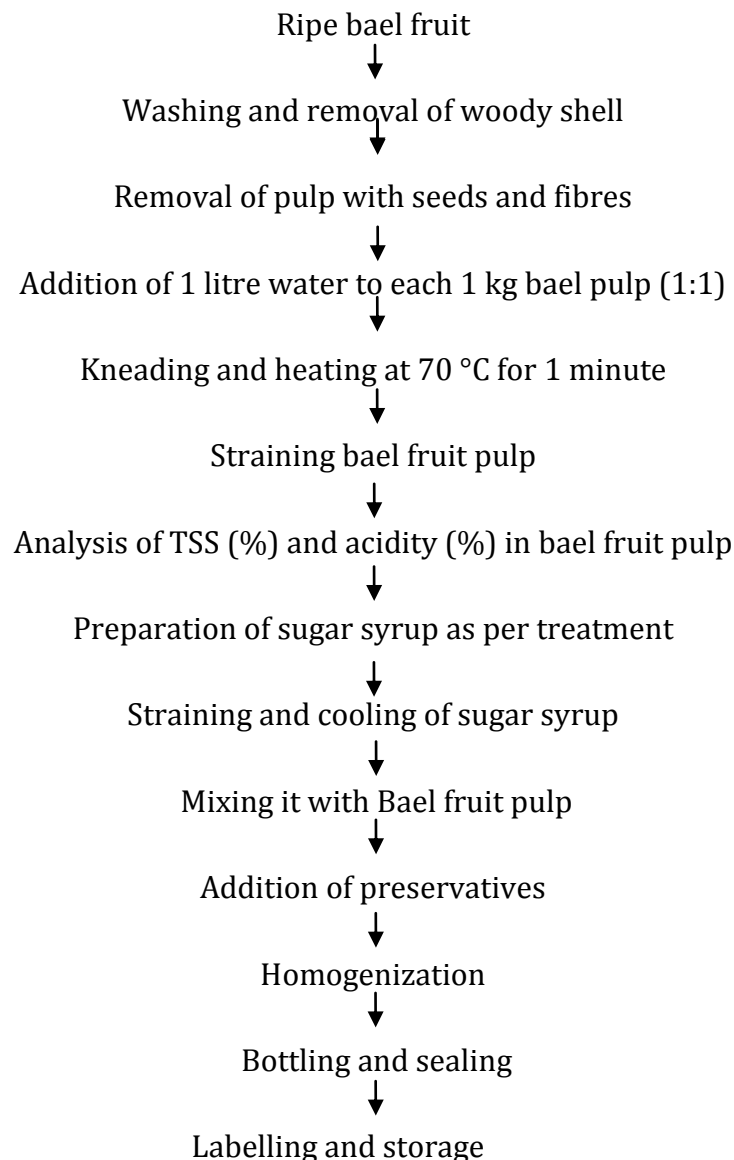 Ripe bael fruit
Washing and removal of woody shell
Removal of pulp with seeds and fibres
Addition of 1 litre water to each 1 kg bael pulp (1:1)
Kneading and heating at 70 °C for 1 minute
Straining bael fruit pulp
Analysis of TSS (%) and acidity (%) in bael fruit pulp
Preparation of sugar syrup as per treatment
Straining and cooling of sugar syrup
Mixing it with Bael fruit pulp
Addition of preservatives
Homogenization
Bottling and sealing
Labelling and storage